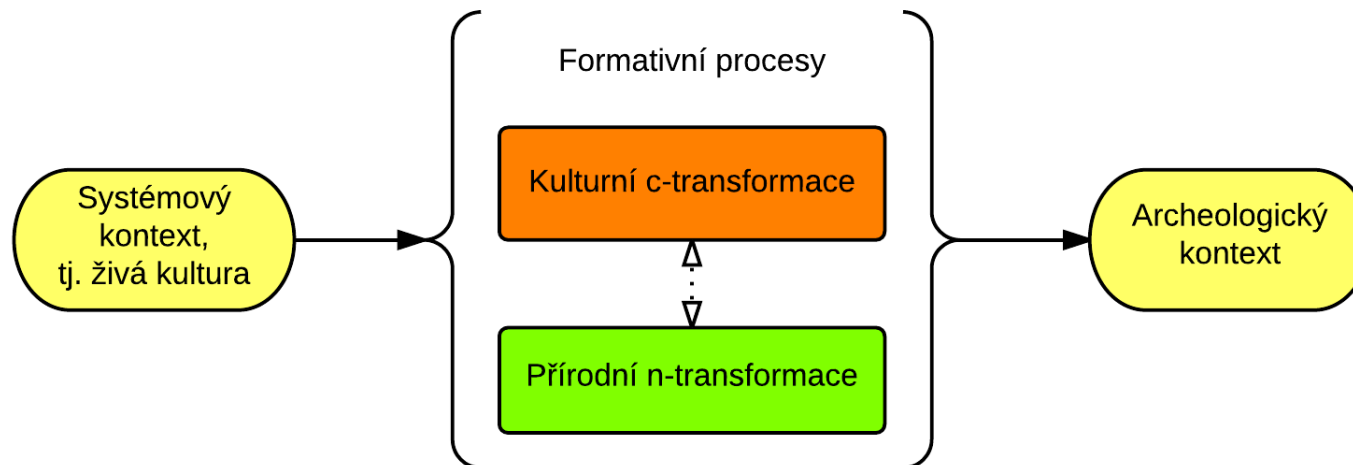 Formativní procesy
Systémový
kontext,
tj. živá kultura
Kulturní c-transformace
Přírodní n-transformace
Archeologický
kontext